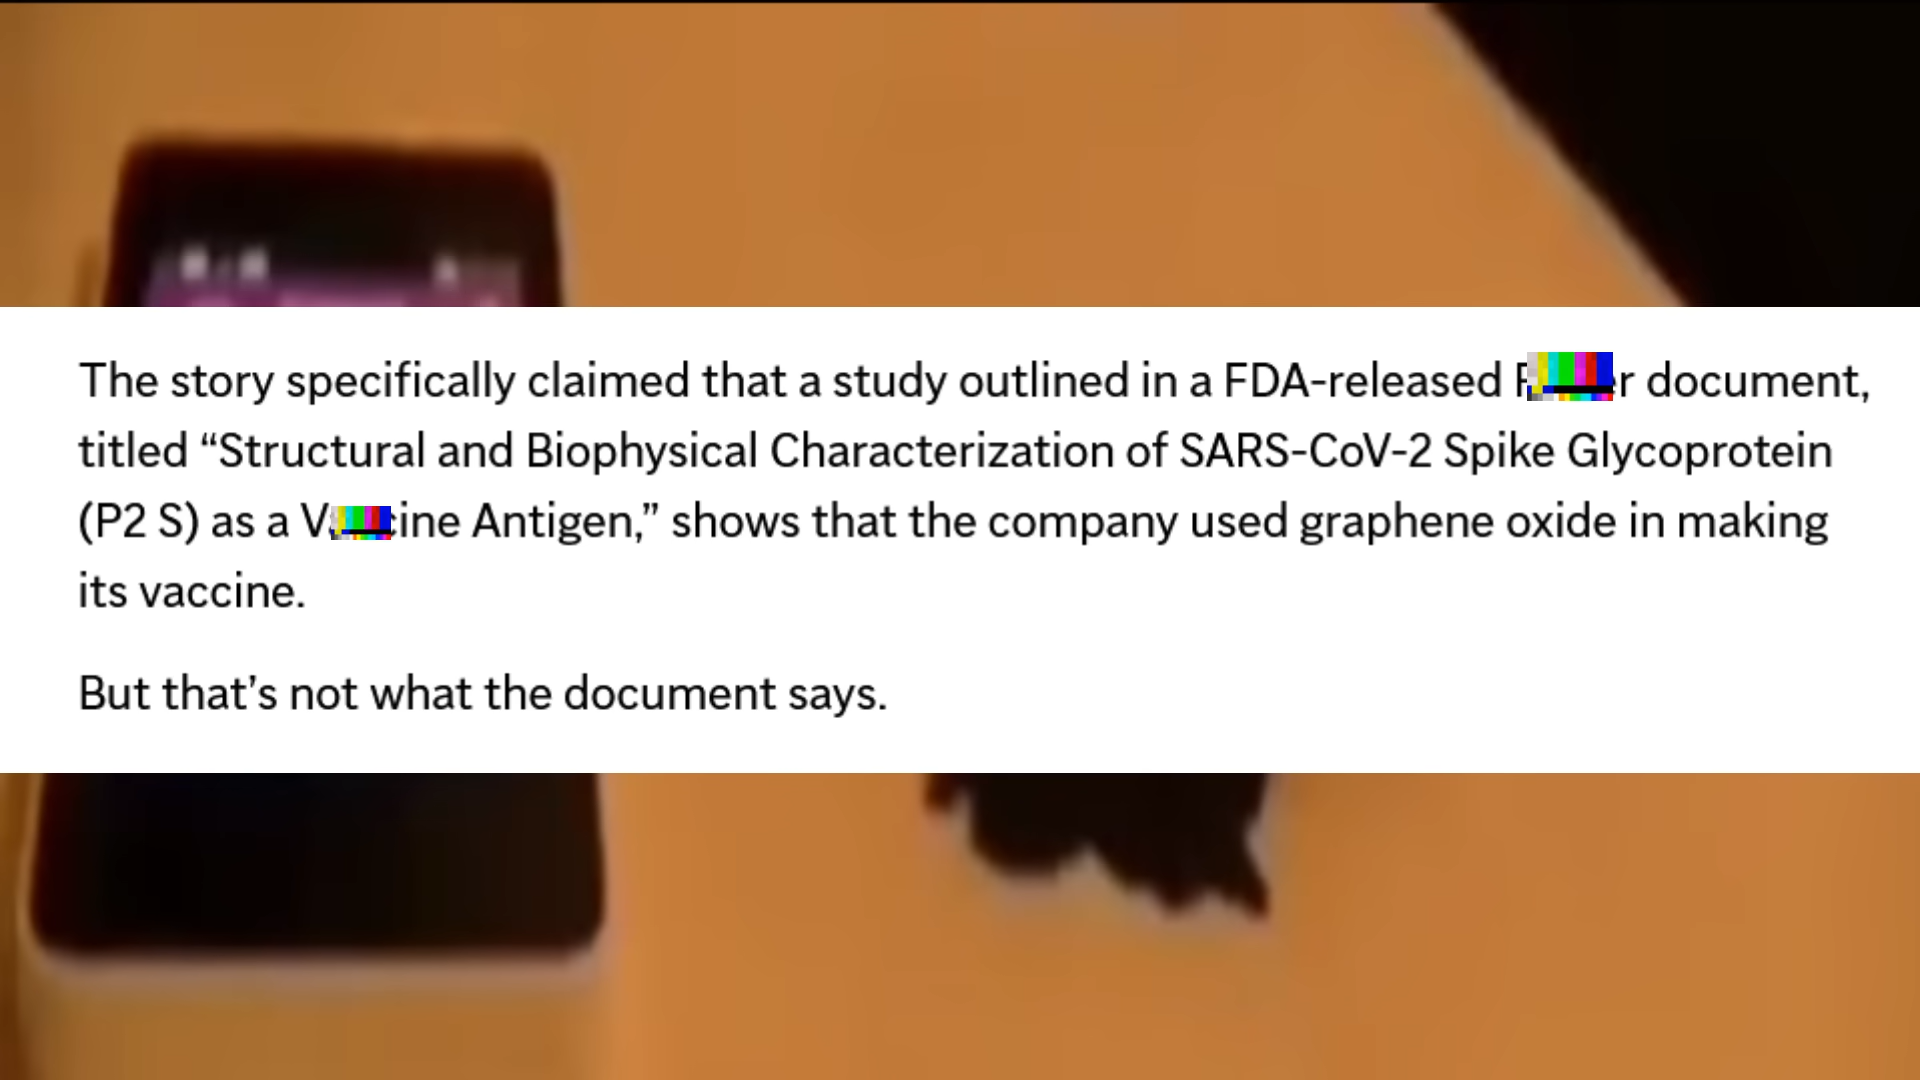 The story specifically claimed that a study outlined in a FDA-released document,
titled “Structural and Biophysical Characterization of SARS-CoV-2 Spike Glycoprotein
(P2 S) as a Antigen,” shows that the company used graphene oxide in making
its vaccine.
But that’s not what the document says.